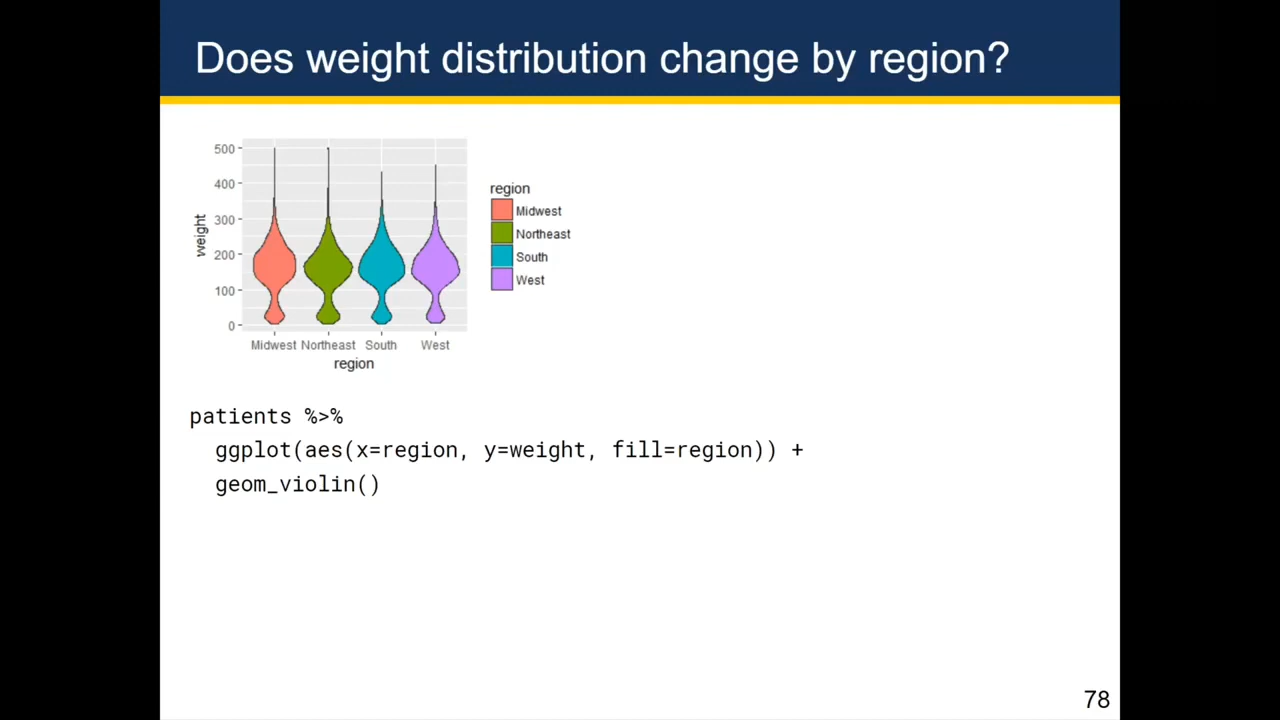 Does weight distribution change by region?
500
400
300
200
100
0
weight
Midwest Northeast South West
region
region
Midwest
Northeast
South
West
patients %>%
ggplot(aes(x=region, y=weight, fill=region)) +
geom_violin()
78